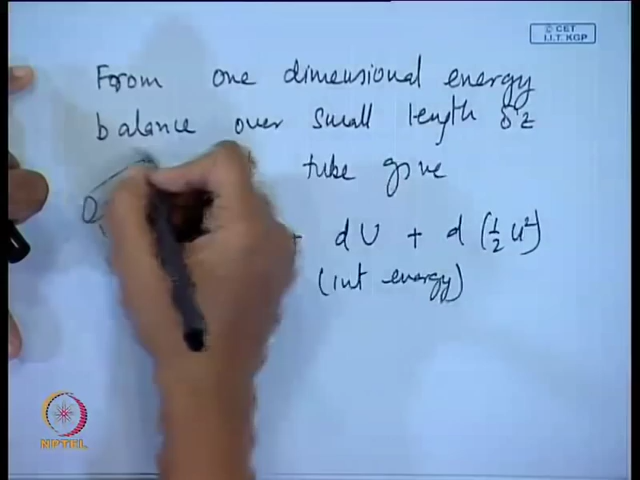 © CET
I.I.T. KGP
From one dimensional energy
balance over small length δz
tube give
+ dU + d (½ u²)
(int energy)
NPTEL